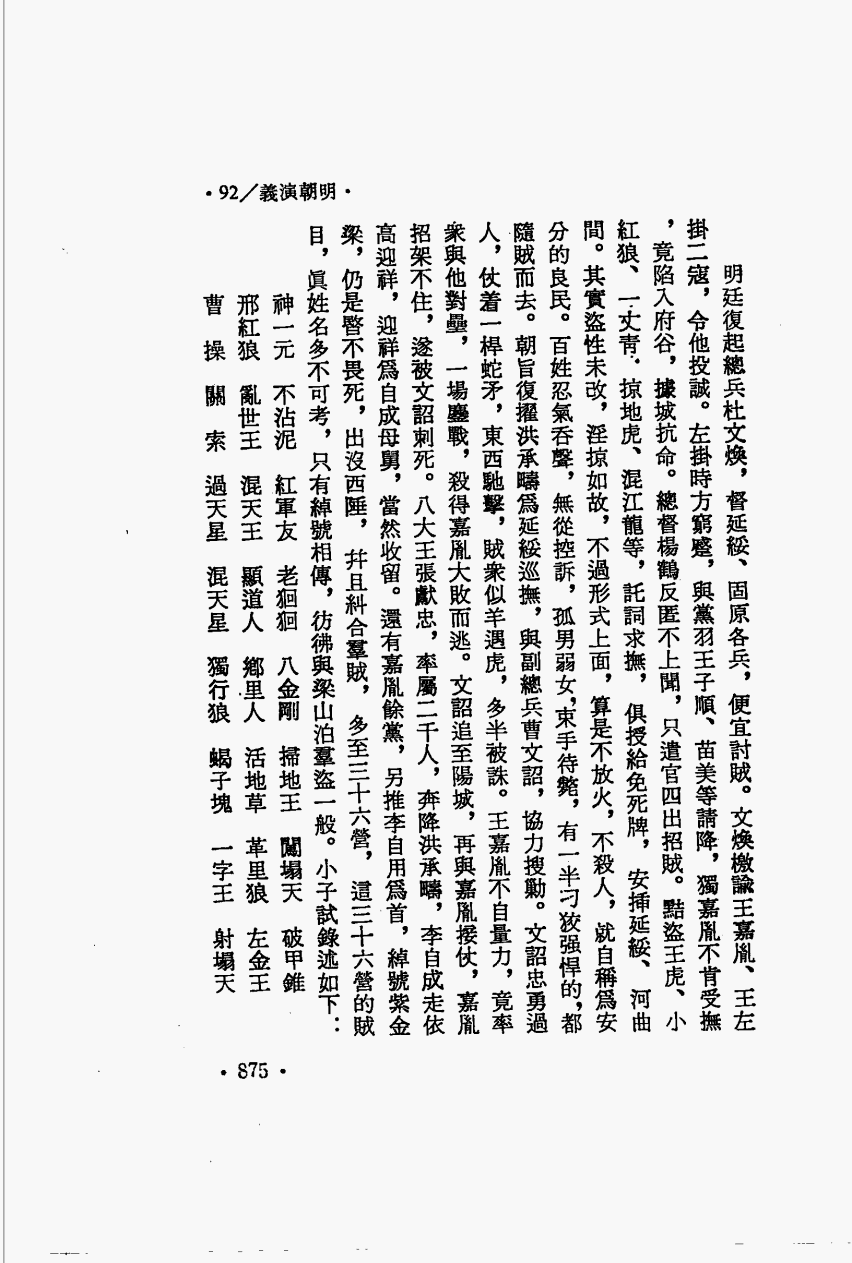 ·92／義演朝明·
明廷復起總兵杜文煥，督延綏、固原各兵，便宜討賊。文煥檄諭王嘉胤、王左
掛二寇，令他投誠。左掛時方窮蹙，與黨羽王子順、苗美等請降，獨嘉胤不肯受撫
，竟陷入府谷，據城抗命。總督楊鶴反匿不上聞，只遣官四出招賊。黠盜王虎、小
紅狼、一丈青．掠地虎、混江龍等，託詞求撫，俱授給免死牌，安插延綏、河曲
間。其實盜性未改，淫掠如故，不過形式上面，算是不放火，不殺人，就自稱爲安
分的良民。百姓忍氣吞聲，無從控訴，孤男弱女，束手待斃，有一半刁狡强悍的，都
隨賊而去。朝旨復擢洪承疇爲延綏巡撫，與副總兵曹文詔，協力搜勦。文詔忠勇過
人，仗着一桿蛇矛，東西馳擊，賊衆似羊遇虎，多半被誅。王嘉胤不自量力，竟率
衆與他對壘，一場鏖戰，殺得嘉胤大敗而逃。文詔追至陽城，再與嘉胤接仗，嘉胤
招架不住，遂被文詔刺死。八大王張獻忠，率屬二千人，奔降洪承疇，李自成走依
高迎祥，迎祥爲自成母舅，當然收留。還有嘉胤餘黨，另推李自用爲首，綽號紫金
梁，仍是暋不畏死，出沒西陲，幷且糾合羣賊，多至三十六營，這三十六營的賊
目，眞姓名多不可考，只有綽號相傳，彷彿與梁山泊羣盜一般。小子試錄述如下：
神一元　不沾泥　紅軍友　老㹢㹢　八金剛　掃地王　闖塌天　破甲錐
邢紅狼　亂世王　混天王　顯道人　鄉里人　活地草　革里狼　左金王
曹　操　關　索　過天星　混天星　獨行狼　蝎子塊　一字王　射塌天
·875·